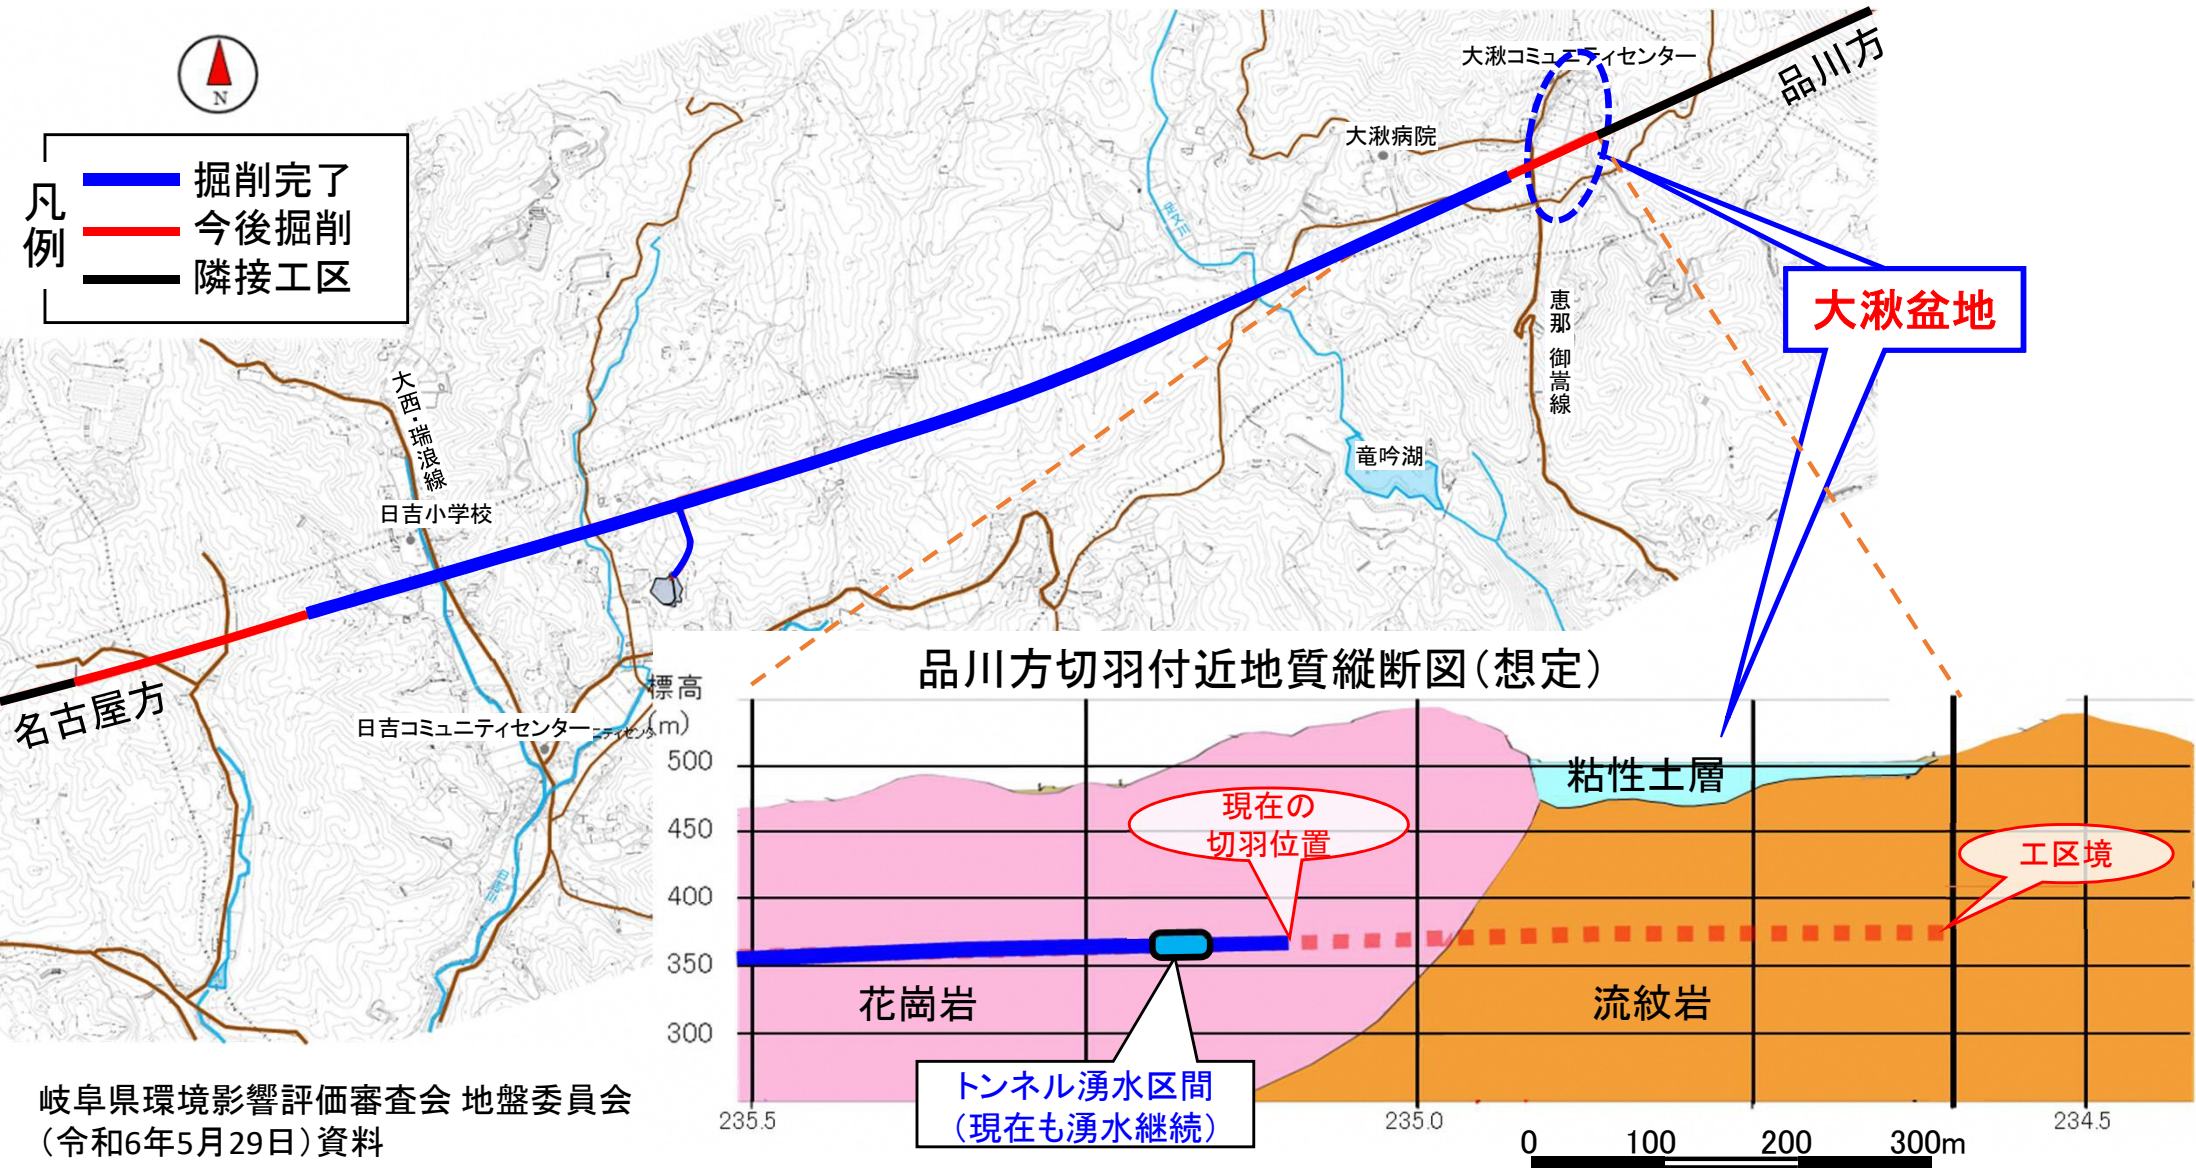 N
凡例
掘削完了
今後掘削
隣接工区
大湫コミュニティセンター
品川方
大湫病院
大湫盆地
恵那 御嵩線
竜吟湖
大西・瑞浪線
日吉小学校
名古屋方
日吉コミュニティセンター
品川方切羽付近地質縦断図（想定）
標高
(m)
500
450
400
350
300
粘性土層
現在の
切羽位置
工区境
花崗岩
流紋岩
トンネル湧水区間
（現在も湧水継続）
235.5
235.0
234.5
0 100 200 300m
岐阜県環境影響評価審査会 地盤委員会
（令和6年5月29日）資料